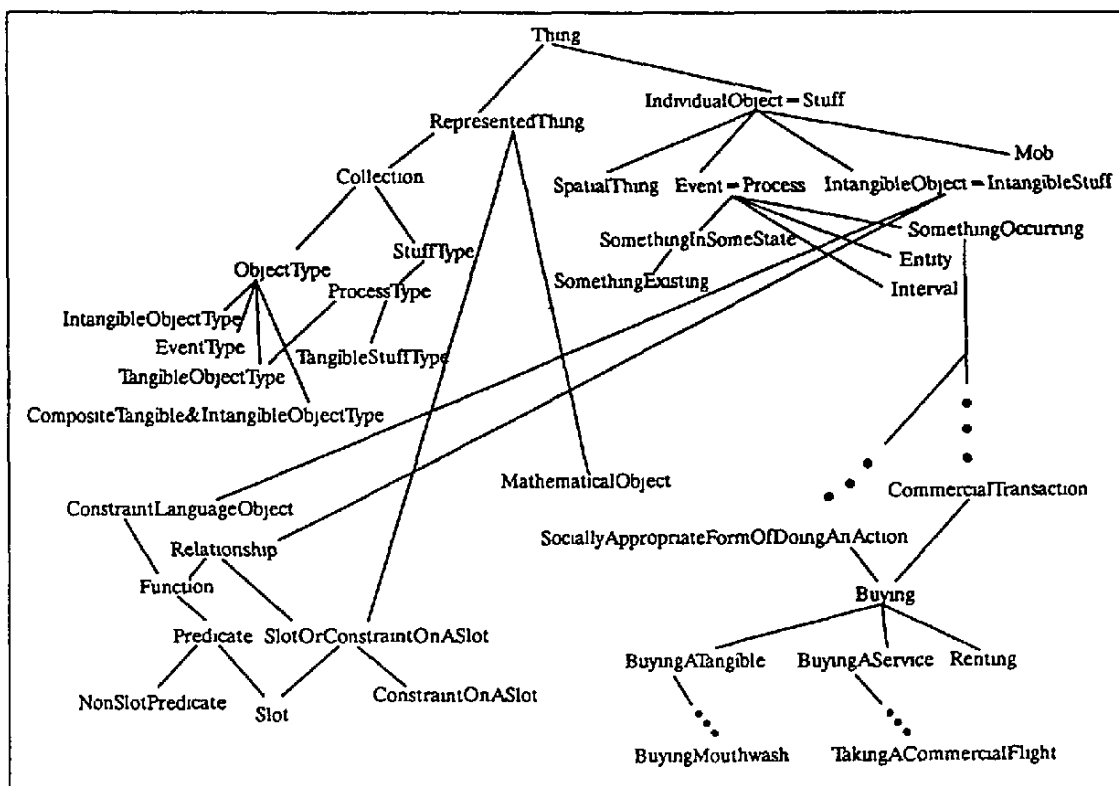 Thing
IndividualObject = Stuff
RepresentedThing
Mob
Collection
SpatialThing Event = Process IntangibleObject = IntangibleStuff
SomethingOccurring
SomethingInSomeState
StuffType
Entity
ObjectType
SomethingExisting
ProcessType
Interval
IntangibleObjectType
EventType
TangibleStuffType
TangibleObjectType
CompositeTangible&IntangibleObjectType
MathematicalObject
CommercialTransaction
ConstraintLanguageObject
SociallyAppropriateFormOfDoingAnAction
Relationship
Function
Buying
Predicate SlotOrConstraintOnASlot
BuyingATangible BuyingAService Renting
NonSlotPredicate
ConstraintOnASlot
Slot
BuyingMouthwash TakingACommercialFlight